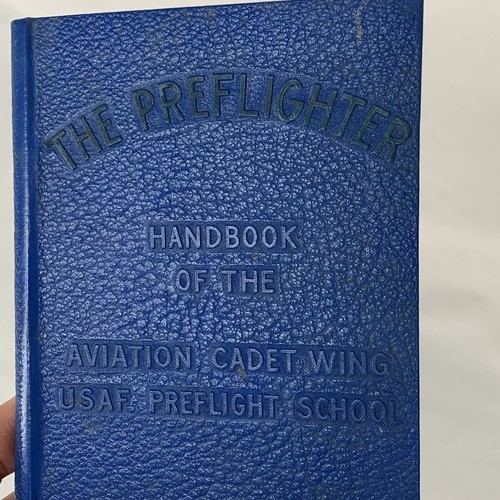 THE PREFLIGHTER
HANDBOOK
OF THE
AVIATION CADET WING
USAF. PREFLIGHT SCHOOL